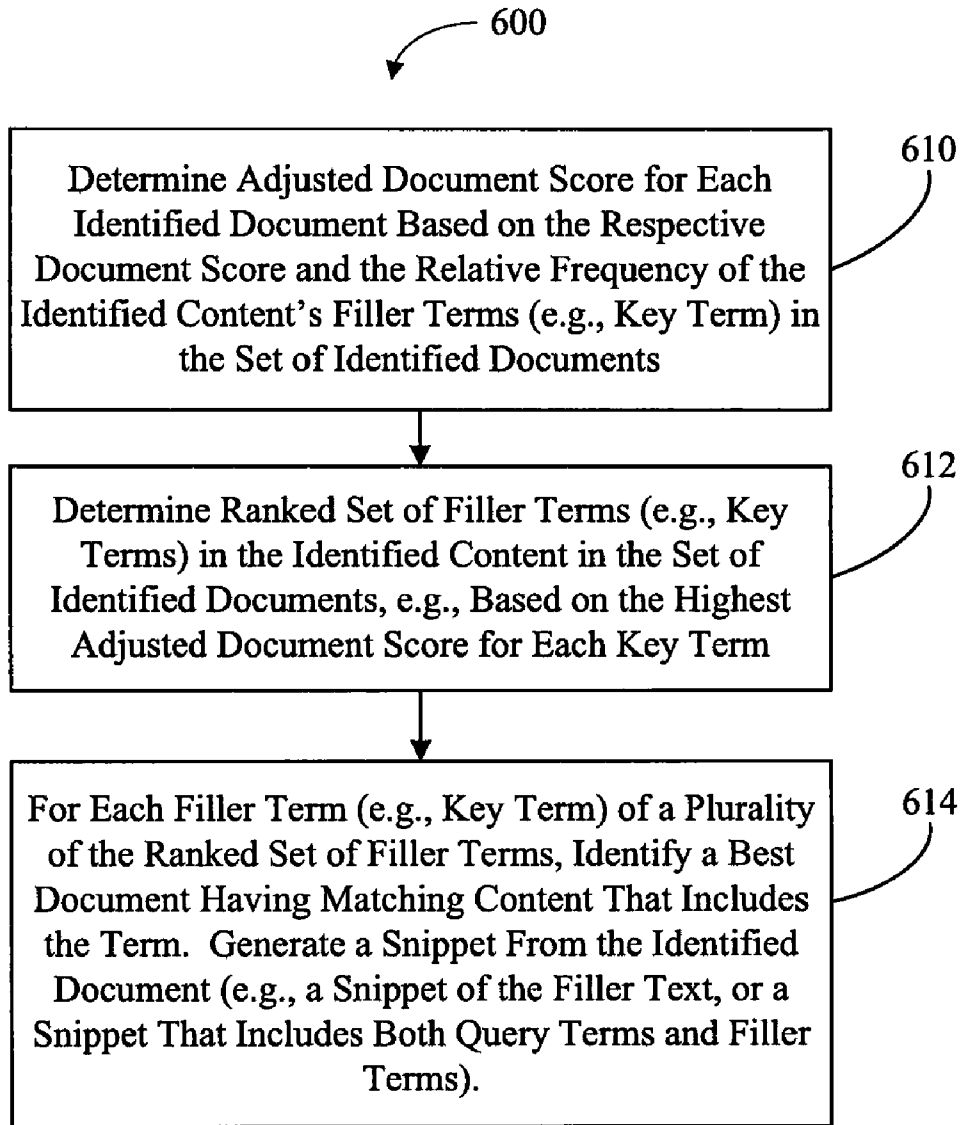 600
610
Determine Adjusted Document Score for Each
Identified Document Based on the Respective
Document Score and the Relative Frequency of the
Identified Content's Filler Terms (e.g., Key Term) in
the Set of Identified Documents
612
Determine Ranked Set of Filler Terms (e.g., Key
Terms) in the Identified Content in the Set of
Identified Documents, e.g., Based on the Highest
Adjusted Document Score for Each Key Term
614
For Each Filler Term (e.g., Key Term) of a Plurality
of the Ranked Set of Filler Terms, Identify a Best
Document Having Matching Content That Includes
the Term.  Generate a Snippet From the Identified
Document (e.g., a Snippet of the Filler Text, or a
Snippet That Includes Both Query Terms and Filler
Terms).